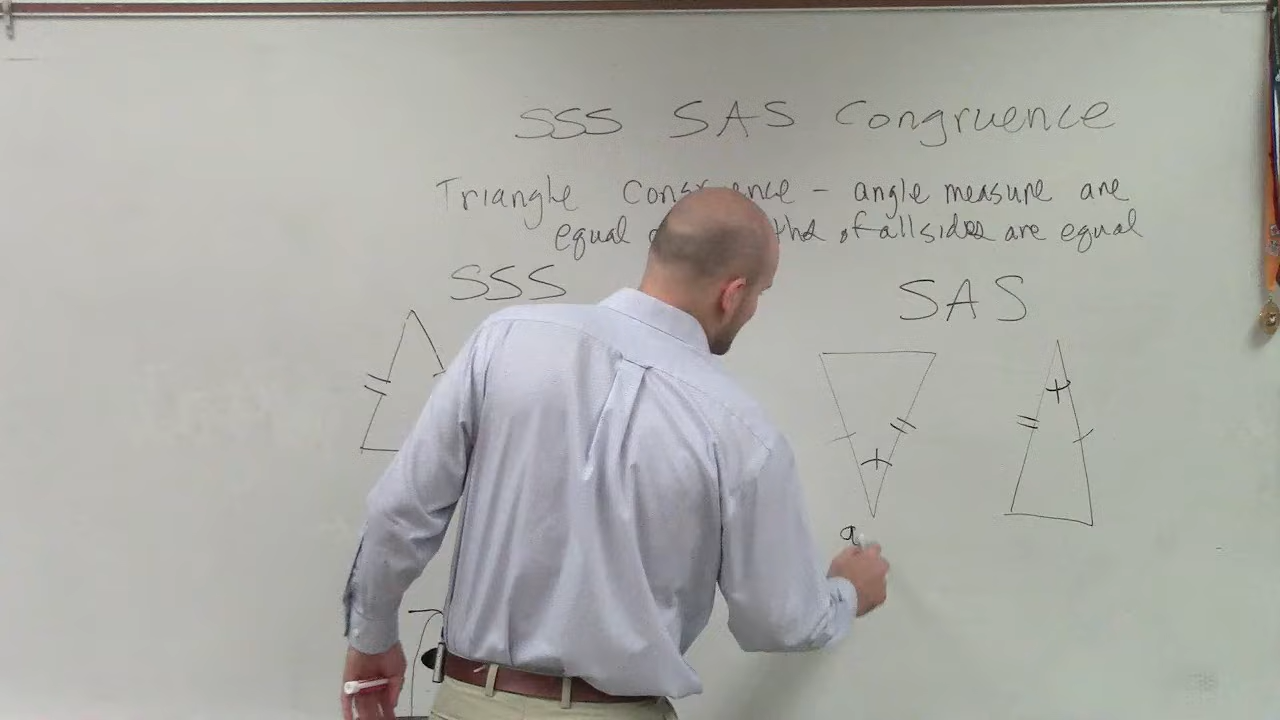 SSS SAS Congruence
Triangle - angle measure are
equal of all sides are equal
SSS
SAS
a